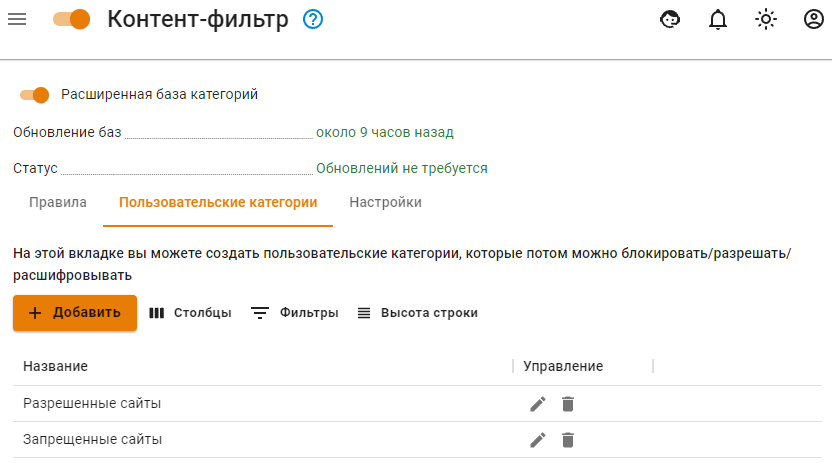 Контент-фильтр
Расширенная база категорий
Обновление баз около 9 часов назад
Статус Обновлений не требуется
Правила Пользовательские категории Настройки
На этой вкладке вы можете создать пользовательские категории, которые потом можно блокировать/разрешать/
расшифровывать
Добавить Столбцы Фильтры Высота строки
Название Управление
Разрешенные сайты
Запрещенные сайты